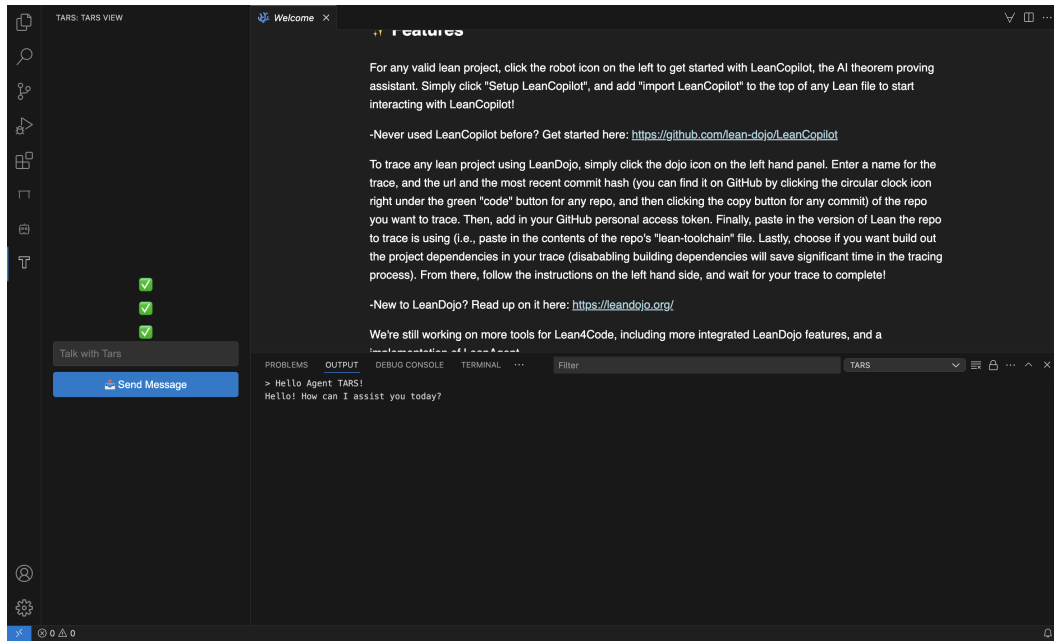 TARS: TARS VIEW
Welcome
Features
For any valid lean project, click the robot icon on the left to get started with LeanCopilot, the AI theorem proving
assistant. Simply click "Setup LeanCopilot", and add "import LeanCopilot" to the top of any Lean file to start
interacting with LeanCopilot!
-Never used LeanCopilot before? Get started here: https://github.com/lean-dojo/LeanCopilot
To trace any lean project using LeanDojo, simply click the dojo icon on the left hand panel. Enter a name for the
trace, and the url and the most recent commit hash (you can find it on GitHub by clicking the circular clock icon
right under the green "code" button for any repo, and then clicking the copy button for any commit) of the repo
you want to trace. Then, add in your GitHub personal access token. Finally, paste in the version of Lean the repo
to trace is using (i.e., paste in the contents of the repo's "lean-toolchain" file. Lastly, choose if you want build out
the project dependencies in your trace (disababling building dependencies will save significant time in the tracing
process). From there, follow the instructions on the left hand side, and wait for your trace to complete!
-New to LeanDojo? Read up on it here: https://leandojo.org/
We're still working on more tools for Lean4Code, including more integrated LeanDojo features, and a
implementation of LeanAgent
Talk with Tars
Send Message
PROBLEMS OUTPUT DEBUG CONSOLE TERMINAL Filter TARS
> Hello Agent TARS!
Hello! How can I assist you today?
0 0